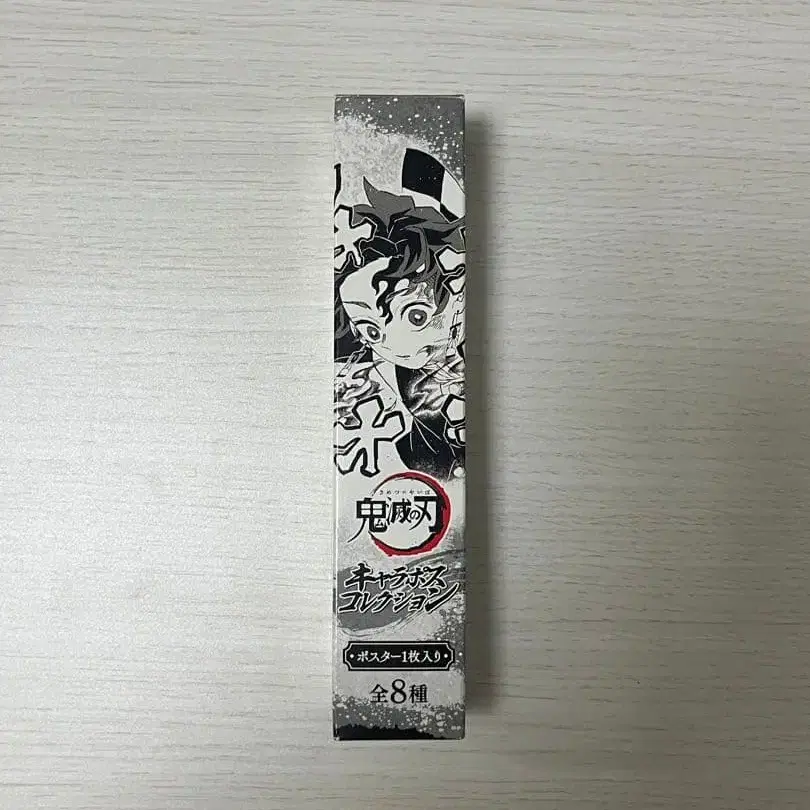 きめつのやいば
鬼滅の刃
キャラポス
コレクション
・ポスター1枚入り・
全8種